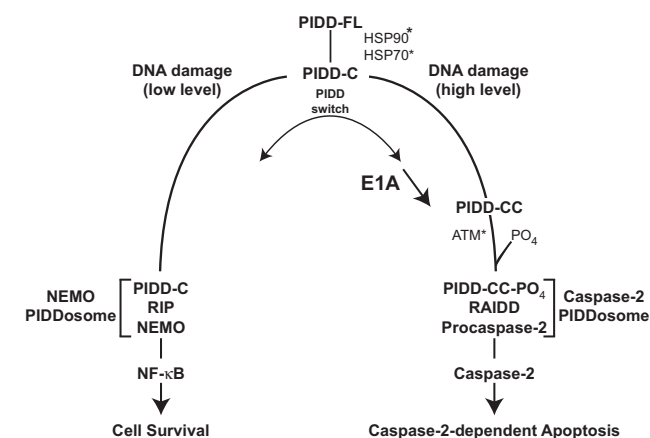 PIDD-FL
HSP90*
HSP70*
DNA damage
(low level)
PIDD-C
DNA damage
(high level)
PIDD
switch
E1A
PIDD-CC
ATM*
PO4
NEMO
PIDDosome
PIDD-C
RIP
NEMO
PIDD-CC-PO4
RAIDD
Procaspase-2
Caspase-2
PIDDosome
NF-κB
Caspase-2
Cell Survival
Caspase-2-dependent Apoptosis